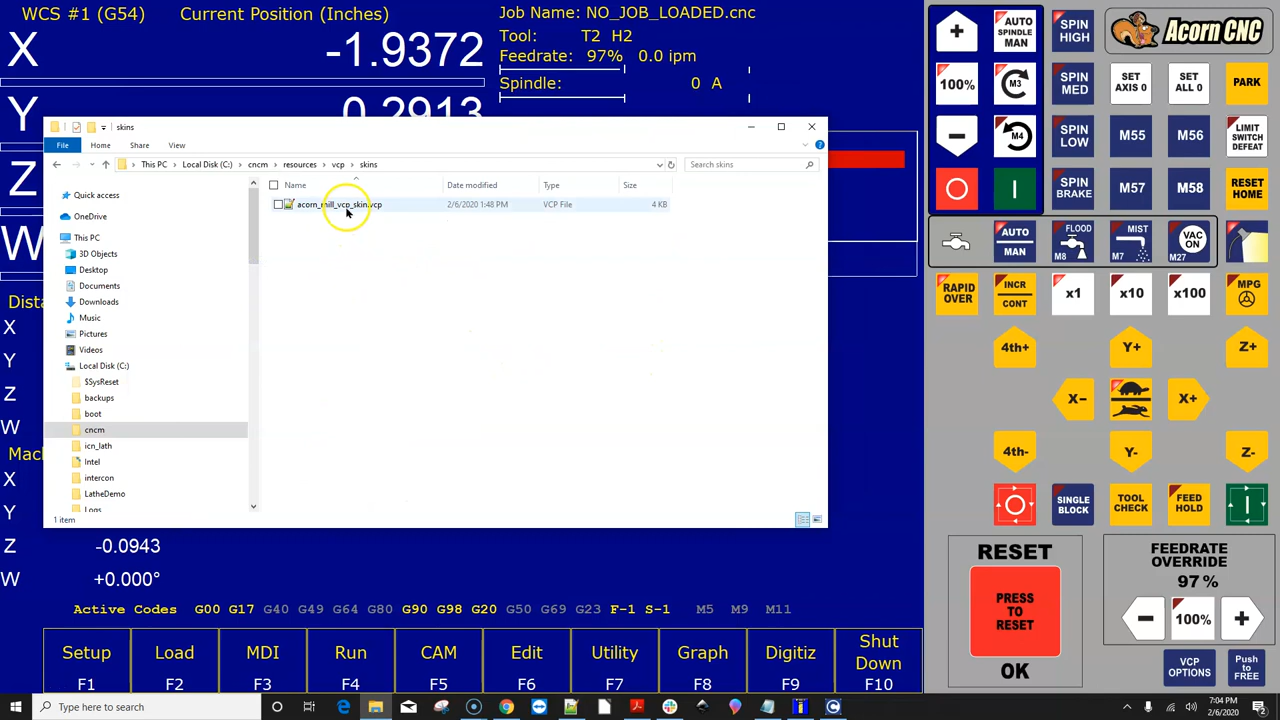 WCS #1 (G54)
Current Position (Inches)
Job Name: NO_JOB_LOADED.cnc
Tool: T2 H2
Feedrate: 97% 0.0 ipm
Spindle: 0 A
X -1.9372
Y 0.2913
Z
W
skins
File Home Share View
This PC > Local Disk (C:) > cncm > resources > vcp > skins
Search skins
Name Date modified Type Size
acorn_mill_vcp_skin.vcp 2/6/2020 1:48 PM VCP File 4 KB
Quick access
OneDrive
This PC
3D Objects
Desktop
Documents
Downloads
Music
Pictures
Videos
Local Disk (C:)
$SysReset
backups
boot
cncm
icn_lath
Intel
intercon
LatheDemo
Logs
1 item
Dista
X
Y
Z
W
Mach
X
Y
Z -0.0943
W +0.000°
Active Codes G00 G17 G40 G49 G64 G80 G90 G98 G20 G50 G69 G23 F-1 S-1 M5 M9 M11
Setup F1
Load F2
MDI F3
Run F4
CAM F5
Edit F6
Utility F7
Graph F8
Digitiz F9
Shut Down F10
+ AUTO SPINDLE MAN SPIN HIGH Acorn CNC
100% M3 SPIN MED SET AXIS 0 SET ALL 0 PARK
- M4 SPIN LOW M55 M56 LIMIT SWITCH DEFEAT
SPIN BRAKE M57 M58 RESET HOME
AUTO MAN FLOOD M8 MIST M7 VAC ON M27
RAPID OVER INCR CONT x1 x10 x100 MPG
4th+ Y+ Z+
X- X+
4th- Y- Z-
SINGLE BLOCK TOOL CHECK FEED HOLD
RESET
PRESS TO RESET
OK
FEEDRATE OVERRIDE
97 %
- 100% +
VCP OPTIONS
Push to FREE
Type here to search
7:04 PM
2/6/2020